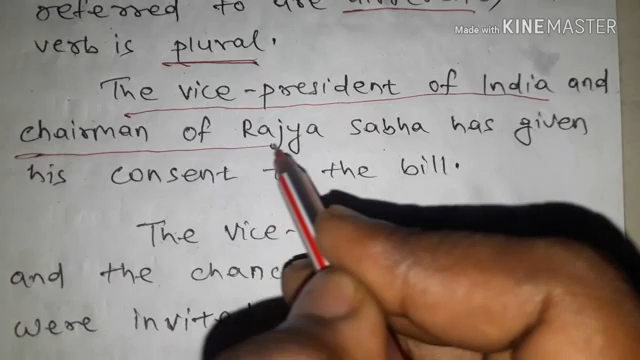 referred to are
verb is plural.
The vice-president of India and
chairman of Rajya Sabha has given
his consent the bill.
The vice-
and the chanc
were invit
Made with KINEMASTER